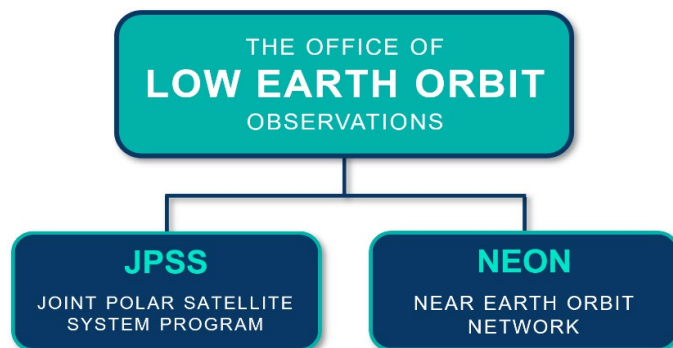 THE OFFICE OF
LOW EARTH ORBIT
OBSERVATIONS
JPSS
JOINT POLAR SATELLITE
SYSTEM PROGRAM
NEON
NEAR EARTH ORBIT
NETWORK